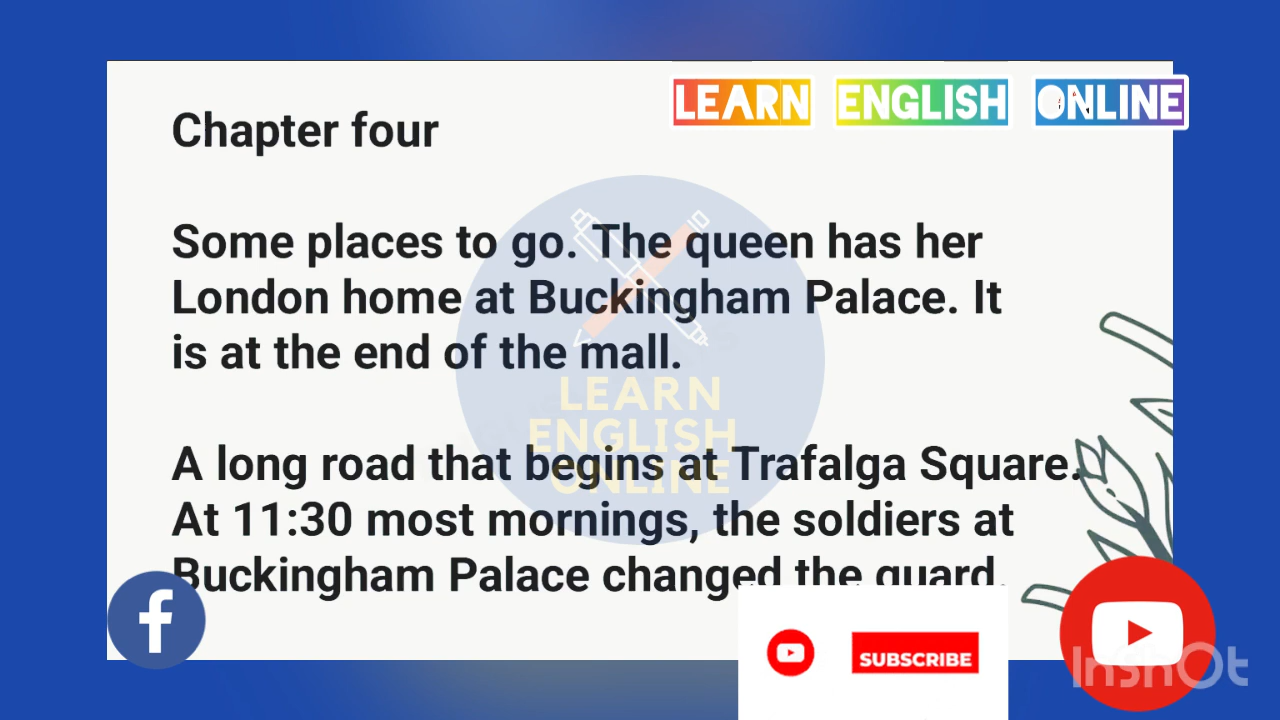 LEARN ENGLISH ONLINE
Chapter four
Some places to go. The queen has her
London home at Buckingham Palace. It
is at the end of the mall.
LEARN
ENGLISH
ONLINE
A long road that begins at Trafalga Square.
At 11:30 most mornings, the soldiers at
Buckingham Palace changed the guard.
SUBSCRIBE
InShOt